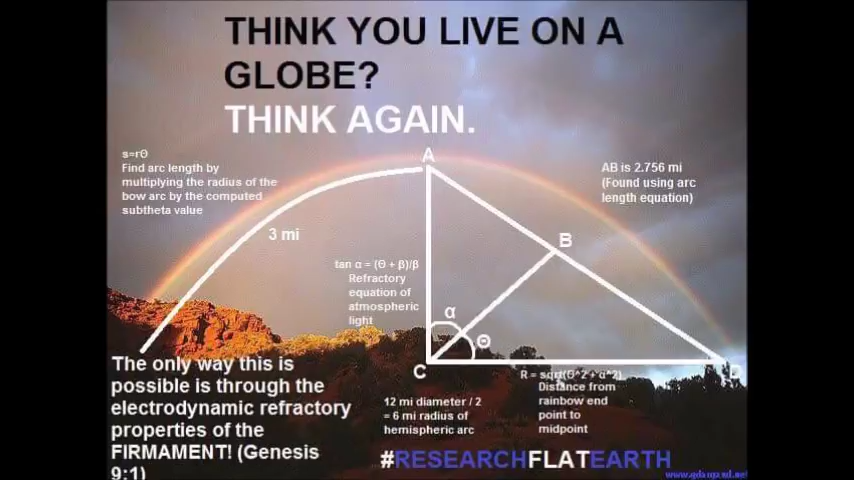 THINK YOU LIVE ON A
GLOBE?
THINK AGAIN.
A
s=rΘ
Find arc length by
multiplying the radius of the
bow arc by the computed
subtheta value
AB is 2.756 mi
(Found using arc
length equation)
3 mi
B
tan α = (Θ + β)/β
Refractory
equation of
atmospheric
light
α
Θ
C
D
The only way this is
possible is through the
electrodynamic refractory
properties of the
FIRMAMENT! (Genesis
9:1)
12 mi diameter / 2
= 6 mi radius of
hemispheric arc
R = sqrt(Θ^2 + α^2)
Distance from
rainbow end
point to
midpoint
#RESEARCHFLATEARTH